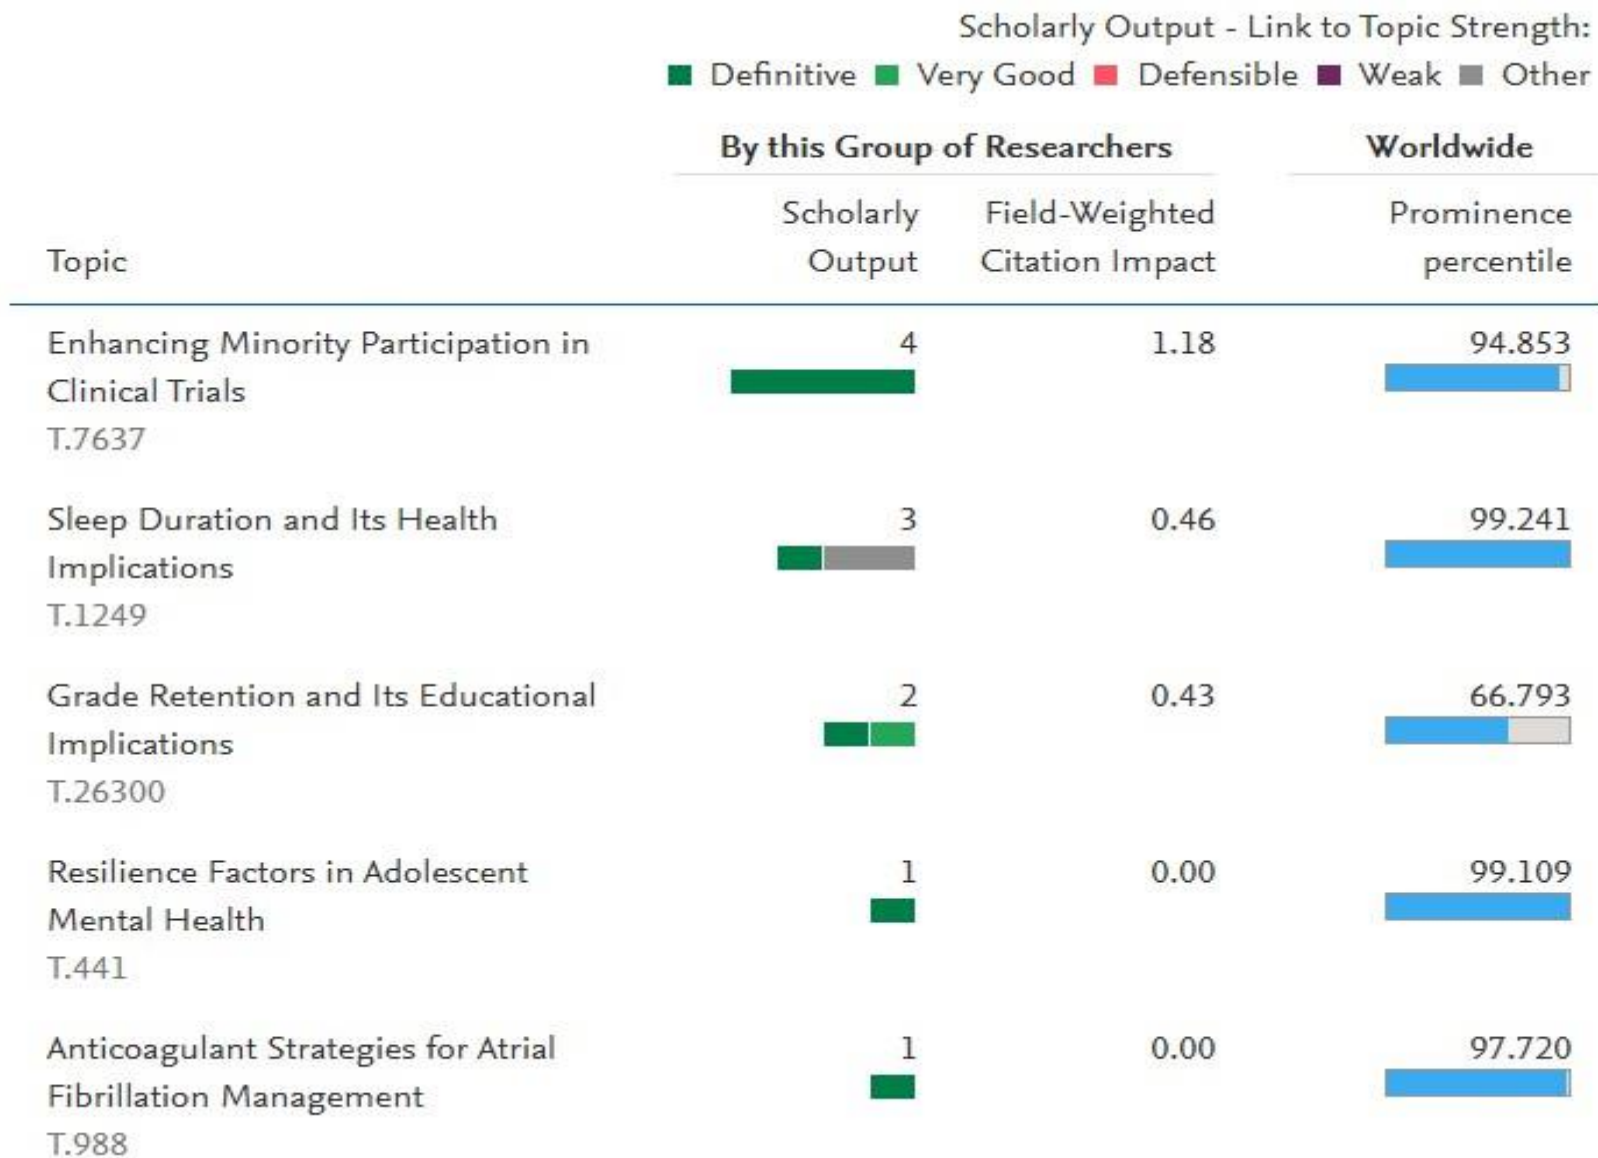 Scholarly Output - Link to Topic Strength:
Definitive Very Good Defensible Weak Other
By this Group of Researchers Worldwide
Scholarly Field-Weighted Prominence
Topic Output Citation Impact percentile
Enhancing Minority Participation in 4 1.18 94.853
Clinical Trials
T.7637
Sleep Duration and Its Health 3 0.46 99.241
Implications
T.1249
Grade Retention and Its Educational 2 0.43 66.793
Implications
T.26300
Resilience Factors in Adolescent 1 0.00 99.109
Mental Health
T.441
Anticoagulant Strategies for Atrial 1 0.00 97.720
Fibrillation Management
T.988